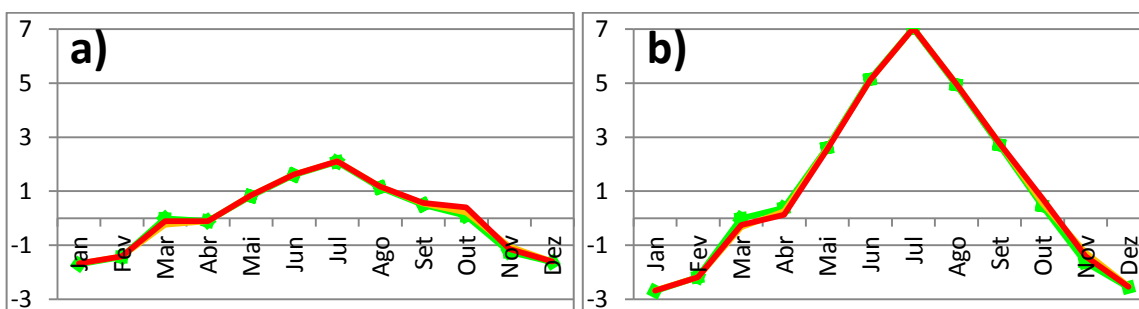 a)
7
5
3
1
-1
-3
Jan
Fev
Mar
Abr
Mai
Jun
Jul
Ago
Set
Out
Nov
Dez
b)
7
5
3
1
-1
-3
Jan
Fev
Mar
Abr
Mai
Jun
Jul
Ago
Set
Out
Nov
Dez